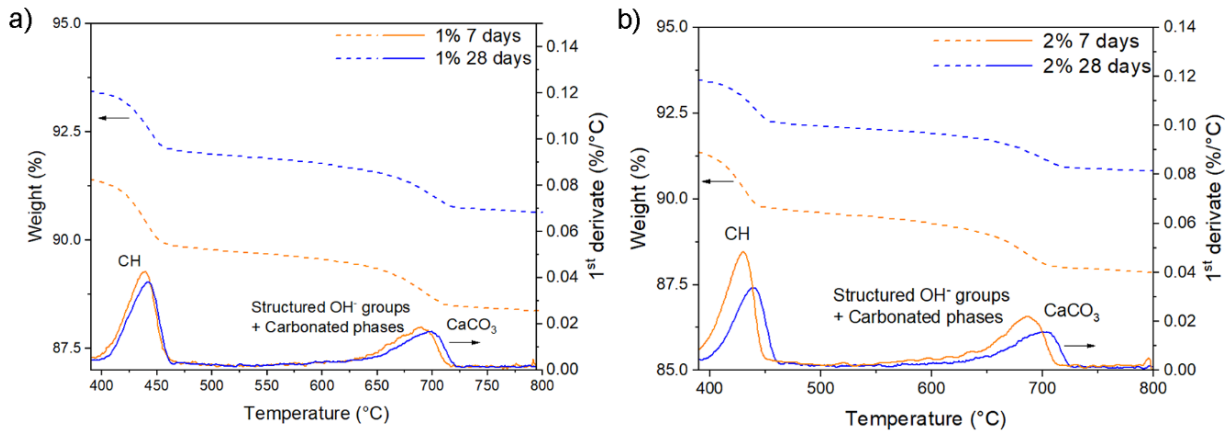 a)
1% 7 days
1% 28 days
CH
Structured OH⁻ groups
+ Carbonated phases
CaCO₃
95.0
92.5
90.0
87.5
Weight (%)
0.14
0.12
0.10
0.08
0.06
0.04
0.02
0.00
1ˢᵗ derivate (%/°C)
400
450
500
550
600
650
700
750
800
Temperature (°C)
b)
2% 7 days
2% 28 days
CH
Structured OH⁻ groups
+ Carbonated phases
CaCO₃
95.0
92.5
90.0
87.5
85.0
Weight (%)
0.14
0.12
0.10
0.08
0.06
0.04
0.02
0.00
1ˢᵗ derivate (%/°C)
400
500
600
700
800
Temperature (°C)